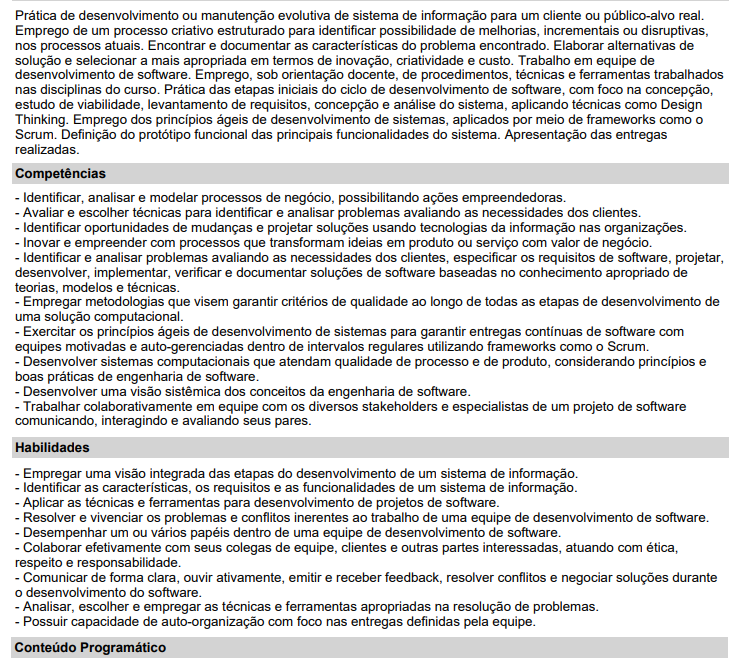 Prática de desenvolvimento ou manutenção evolutiva de sistema de informação para um cliente ou público-alvo real.
Emprego de um processo criativo estruturado para identificar possibilidade de melhorias, incrementais ou disruptivas,
nos processos atuais. Encontrar e documentar as características do problema encontrado. Elaborar alternativas de
solução e selecionar a mais apropriada em termos de inovação, criatividade e custo. Trabalho em equipe de
desenvolvimento de software. Emprego, sob orientação docente, de procedimentos, técnicas e ferramentas trabalhados
nas disciplinas do curso. Prática das etapas iniciais do ciclo de desenvolvimento de software, com foco na concepção,
estudo de viabilidade, levantamento de requisitos, concepção e análise do sistema, aplicando técnicas como Design
Thinking. Emprego dos princípios ágeis de desenvolvimento de sistemas, aplicados por meio de frameworks como o
Scrum. Definição do protótipo funcional das principais funcionalidades do sistema. Apresentação das entregas
realizadas.
Competências
- Identificar, analisar e modelar processos de negócio, possibilitando ações empreendedoras.
- Avaliar e escolher técnicas para identificar e analisar problemas avaliando as necessidades dos clientes.
- Identificar oportunidades de mudanças e projetar soluções usando tecnologias da informação nas organizações.
- Inovar e empreender com processos que transformam ideias em produto ou serviço com valor de negócio.
- Identificar e analisar problemas avaliando as necessidades dos clientes, especificar os requisitos de software, projetar,
desenvolver, implementar, verificar e documentar soluções de software baseadas no conhecimento apropriado de
teorias, modelos e técnicas.
- Empregar metodologias que visem garantir critérios de qualidade ao longo de todas as etapas de desenvolvimento de
uma solução computacional.
- Exercitar os princípios ágeis de desenvolvimento de sistemas para garantir entregas contínuas de software com
equipes motivadas e auto-gerenciadas dentro de intervalos regulares utilizando frameworks como o Scrum.
- Desenvolver sistemas computacionais que atendam qualidade de processo e de produto, considerando princípios e
boas práticas de engenharia de software.
- Desenvolver uma visão sistêmica dos conceitos da engenharia de software.
- Trabalhar colaborativamente em equipe com os diversos stakeholders e especialistas de um projeto de software
comunicando, interagindo e avaliando seus pares.
Habilidades
- Empregar uma visão integrada das etapas do desenvolvimento de um sistema de informação.
- Identificar as características, os requisitos e as funcionalidades de um sistema de informação.
- Aplicar as técnicas e ferramentas para desenvolvimento de projetos de software.
- Resolver e vivenciar os problemas e conflitos inerentes ao trabalho de uma equipe de desenvolvimento de software.
- Desempenhar um ou vários papéis dentro de uma equipe de desenvolvimento de software.
- Colaborar efetivamente com seus colegas de equipe, clientes e outras partes interessadas, atuando com ética,
respeito e responsabilidade.
- Comunicar de forma clara, ouvir ativamente, emitir e receber feedback, resolver conflitos e negociar soluções durante
o desenvolvimento do software.
- Analisar, escolher e empregar as técnicas e ferramentas apropriadas na resolução de problemas.
- Possuir capacidade de auto-organização com foco nas entregas definidas pela equipe.
Conteúdo Programático